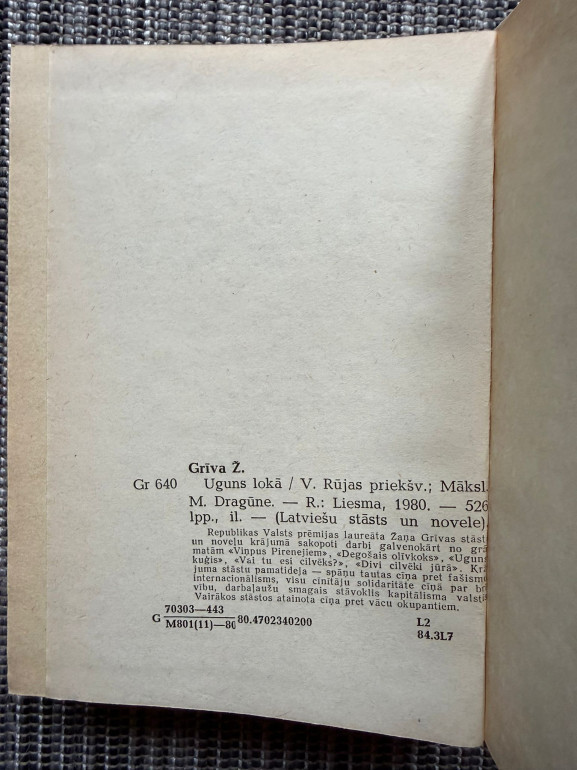 Grīva Ž.
Gr 640 Uguns lokā / V. Rūjas priekšv.; Māksl.
M. Dragūne. — R.: Liesma, 1980. — 526
lpp., il. — (Latviešu stāsts un novele).
Republikas Valsts prēmijas laureāta Žaņa Grīvas stāst
un noveļu krājumā sakopoti darbi galvenokārt no grā
matām «Viņpus Pirenejiem», «Degošais olīvkoks», «Uguns
kuģis», «Vai tu esi cilvēks?», «Divi cilvēki jūrā». Krā
juma stāstu pamatideja — spāņu tautas cīņa pret fašismu
internacionālisms, visu cīnītāju solidaritāte cīņā par br
vību, darbaļaužu smagais stāvoklis kapitālisma valstī
Vairākos stāstos atainota cīņa pret vācu okupantiem.
70303—443
G M801(11)—80 80.4702340200 L2
84.3L7